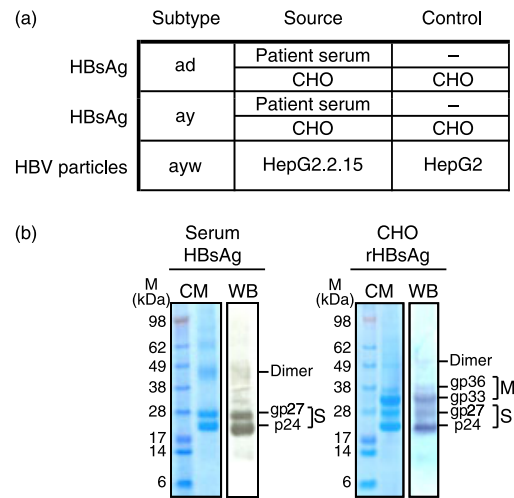 (a)
Subtype Source Control
HBsAg ad Patient serum –
CHO CHO
HBsAg ay Patient serum –
CHO CHO
HBV particles ayw HepG2.2.15 HepG2
(b)
Serum HBsAg
CHO rHBsAg
M (kDa) CM WB
98
62
49
38
28
17
14
6
Dimer
gp27
p24
S
M (kDa) CM WB
98
62
49
38
28
17
14
6
Dimer
gp36
gp33
M
gp27
p24
S